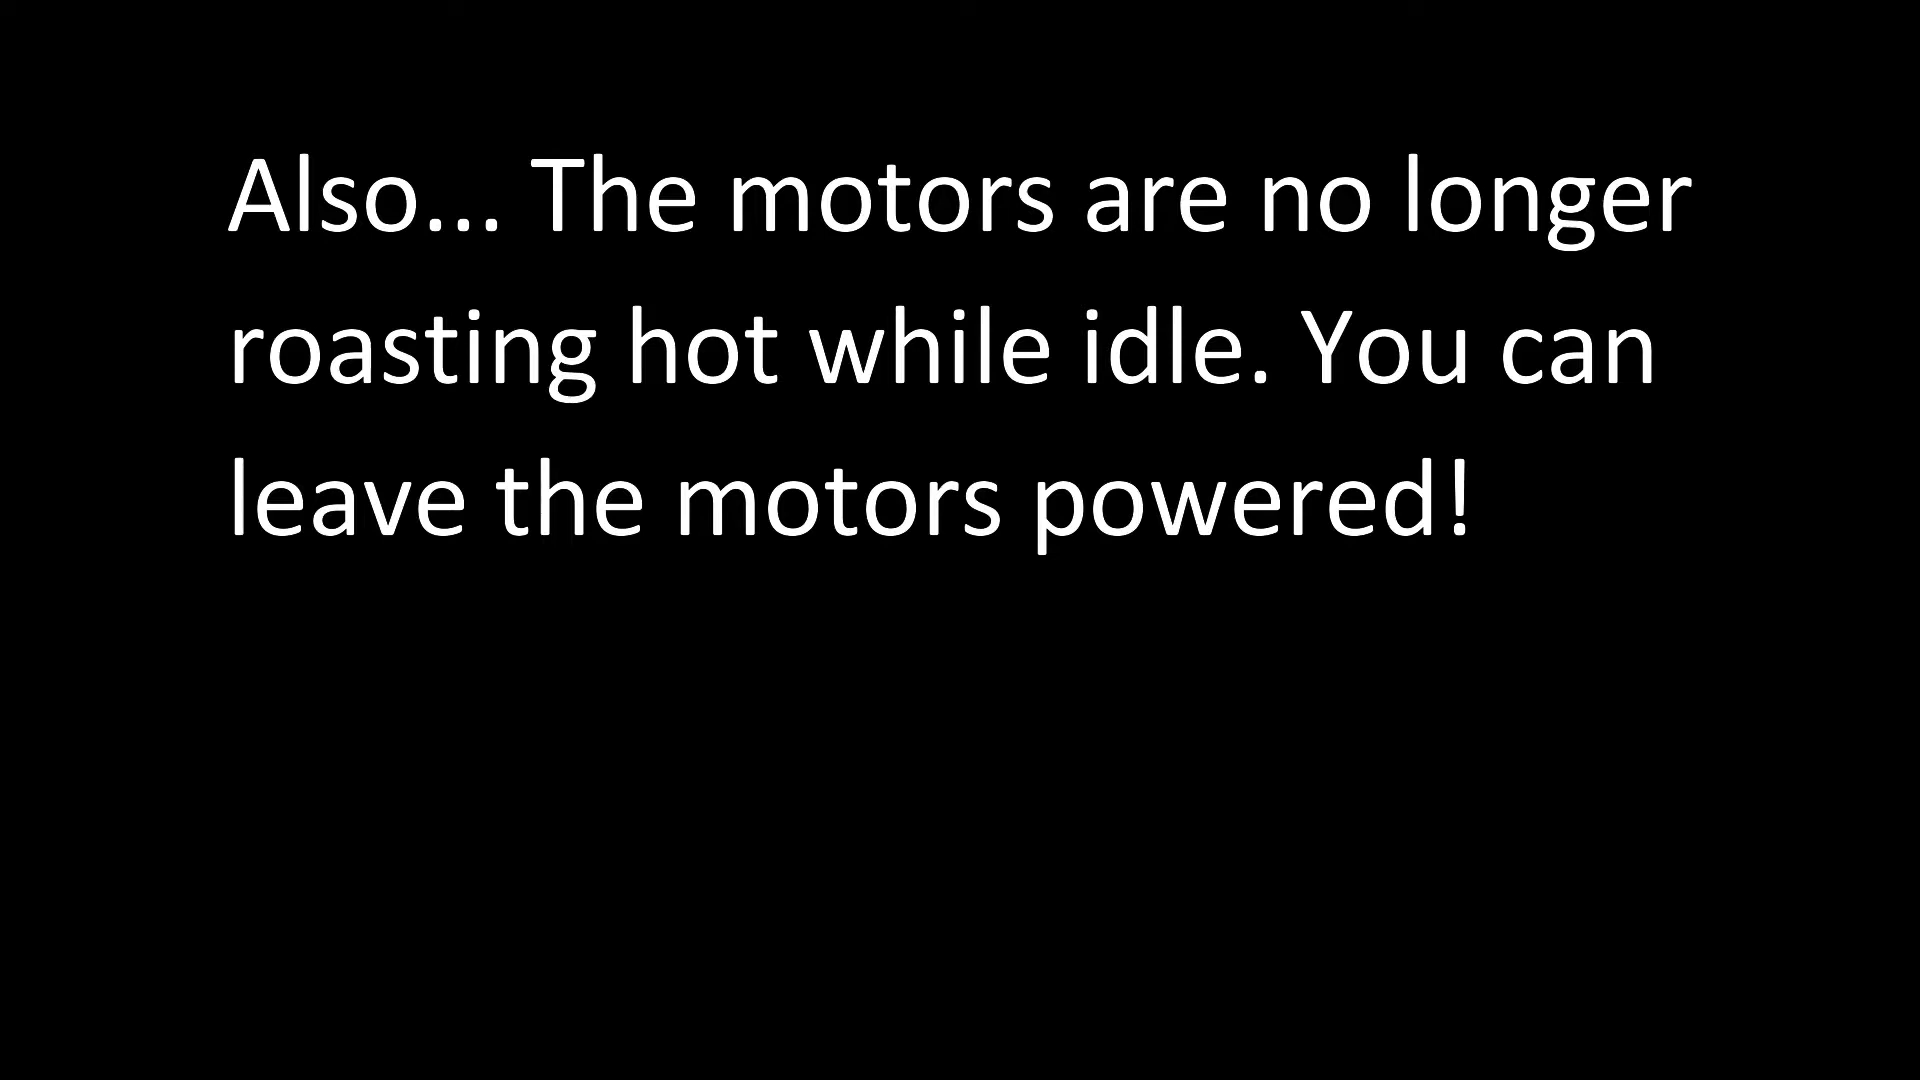 Also... The motors are no longer
roasting hot while idle. You can
leave the motors powered!